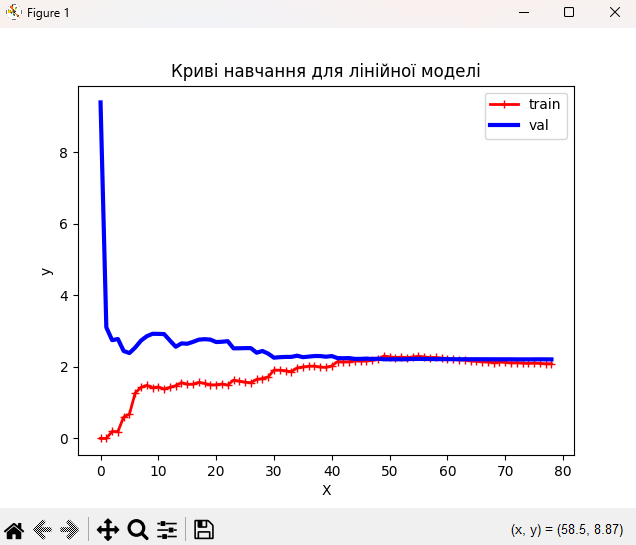 Figure 1
Криві навчання для лінійної моделі
train
val
8
6
4
2
0
y
0 10 20 30 40 50 60 70 80
X
(x, y) = (58.5, 8.87)